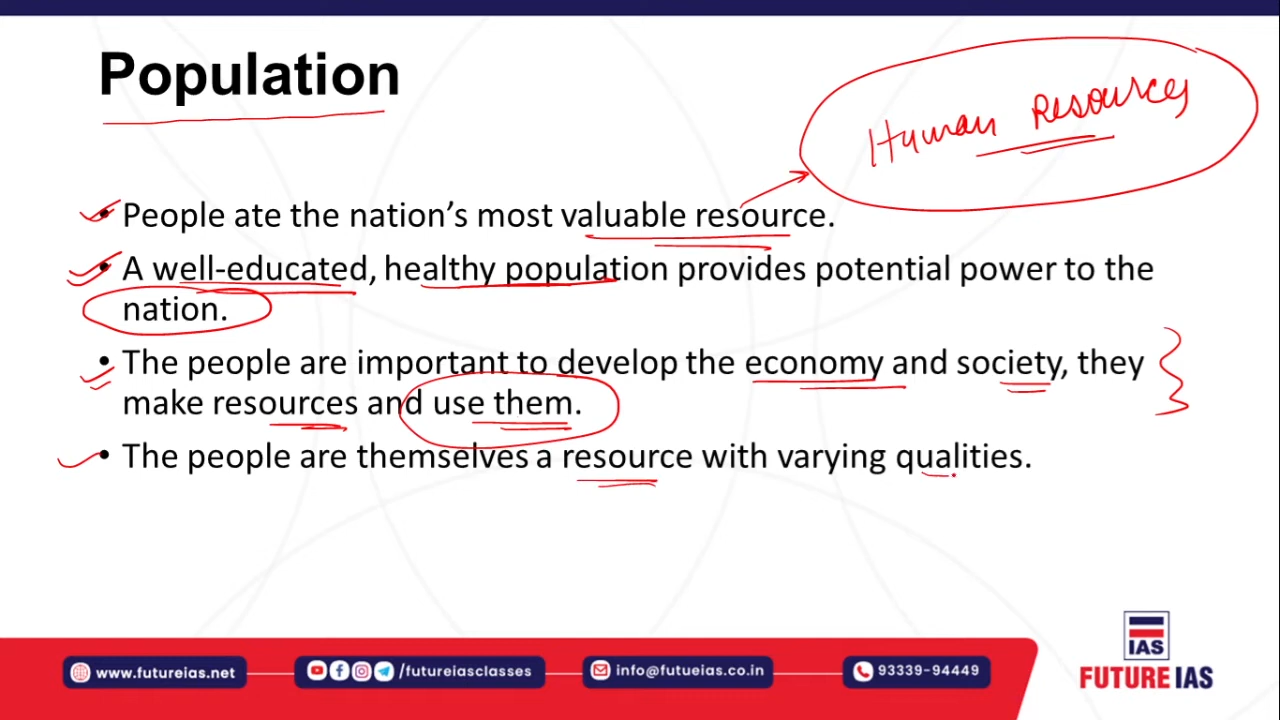 Population
Human Resources
• People ate the nation's most valuable resource.
• A well-educated, healthy population provides potential power to the
nation.
• The people are important to develop the economy and society, they
make resources and use them.
• The people are themselves a resource with varying qualities.
IAS
FUTURE IAS
www.futureias.net
/futureiasclasses
info@futueias.co.in
93339-94449